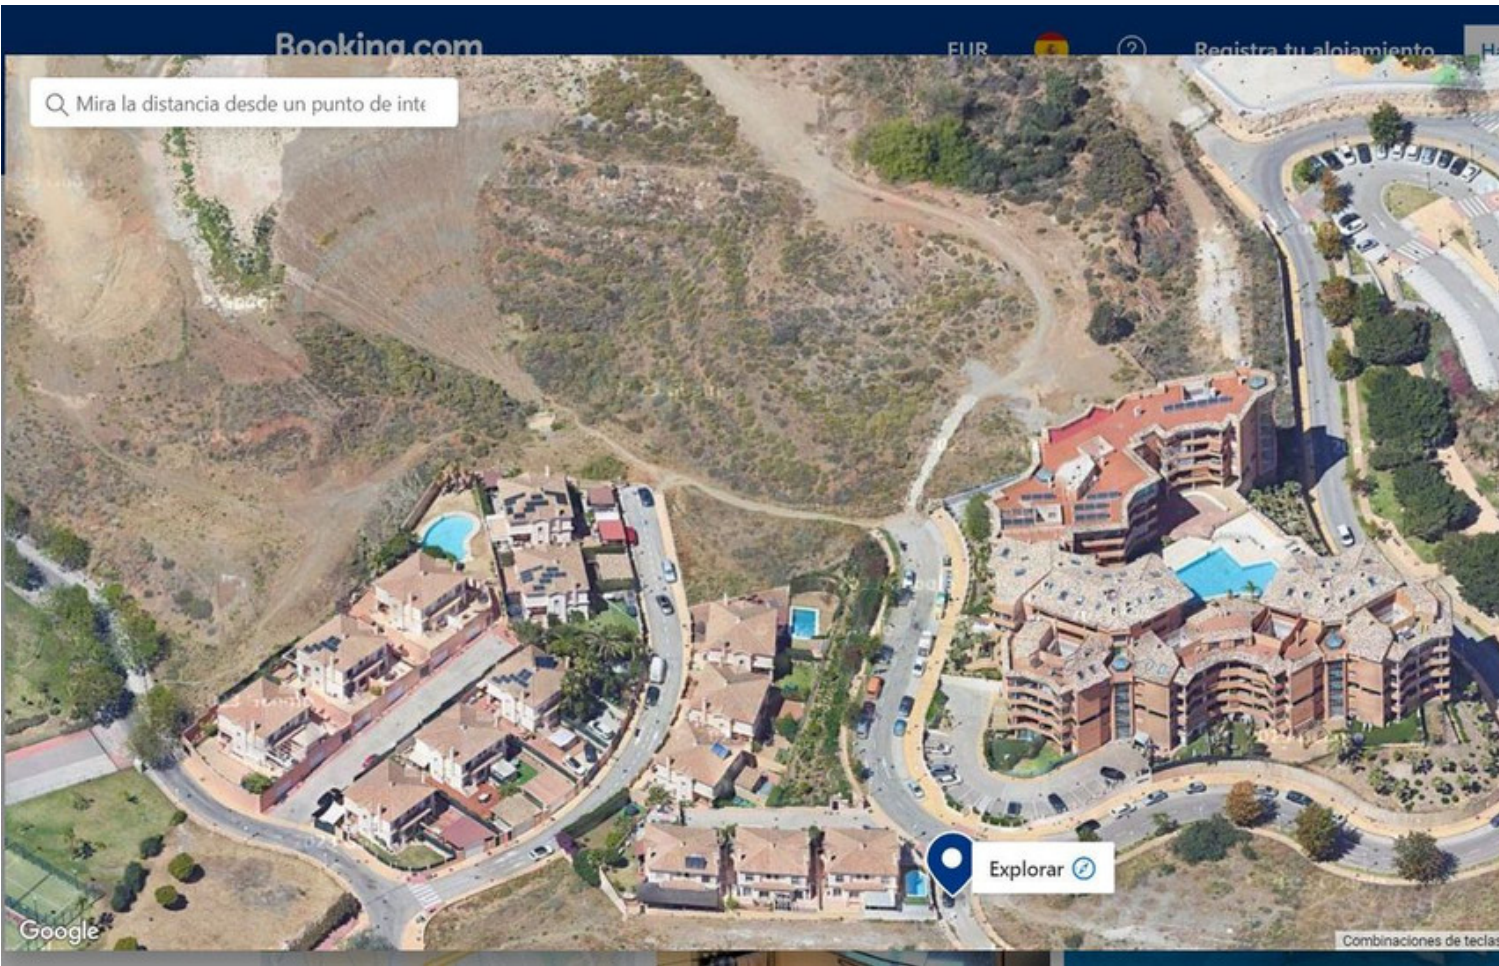 Booking.com
EUR
Registra tu alojamiento
Mira la distancia desde un punto de inte
Explorar
Google
Combinaciones de teclas